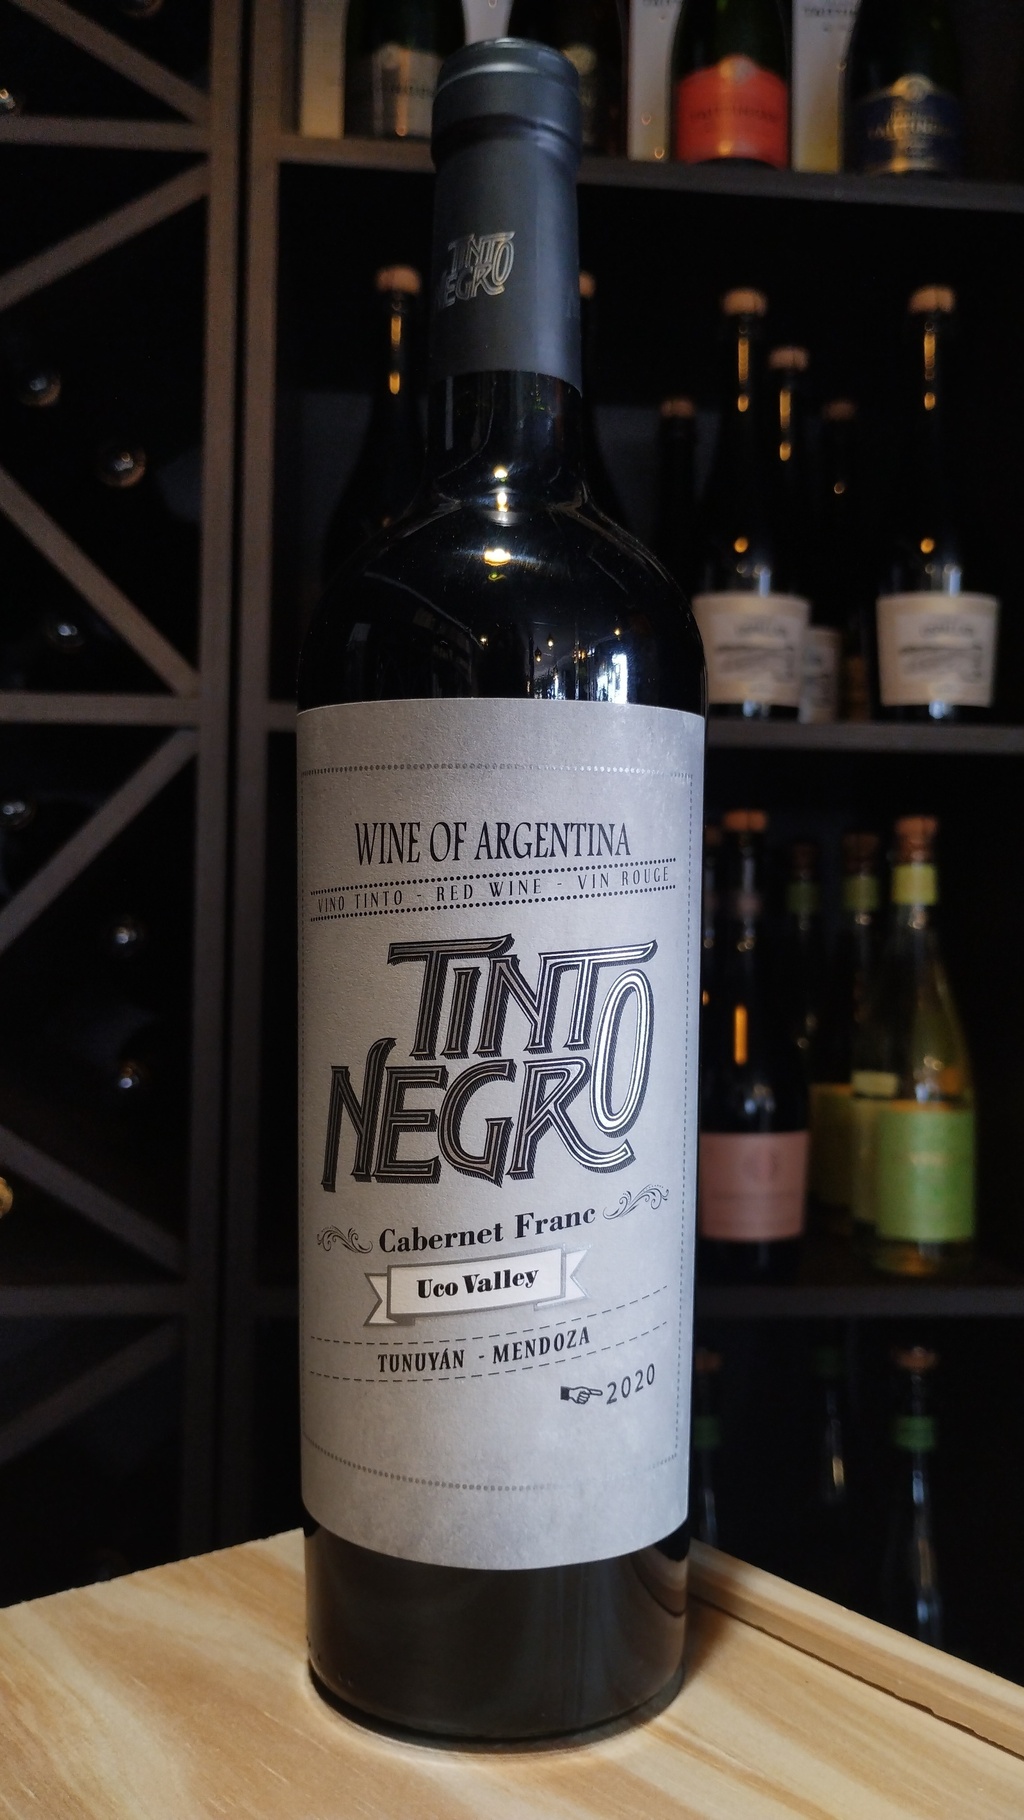 TINTO
NEGRO
WINE OF ARGENTINA
VINO TINTO - RED WINE - VIN ROUGE
TINTO
NEGRO
Cabernet Franc
Uco Valley
TUNUYÁN - MENDOZA
2020